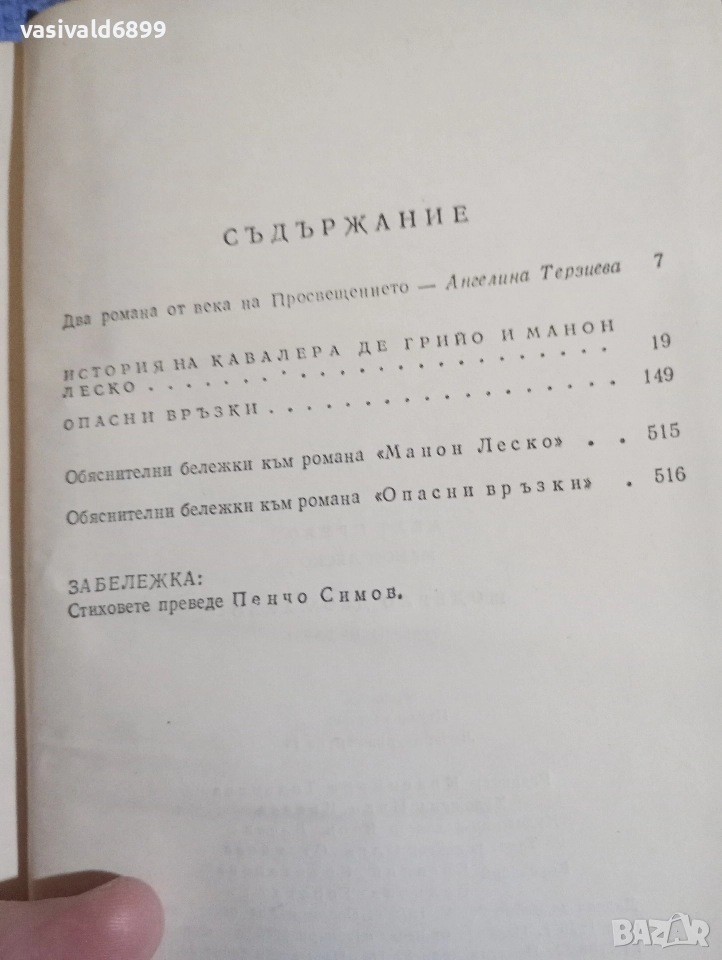 vasivald6899
СЪДЪРЖАНИЕ
Два романа от века на Просвещението — Ангелина Терзиева 7
ИСТОРИЯ НА КАВАЛЕРА ДЕ ГРИЙО И МАНОН
ЛЕСКО . . . . . . . . . . . . . . . . . . . 19
ОПАСНИ ВРЪЗКИ . . . . . . . . . . . . . . . 149
Обяснителни бележки към романа «Манон Леско» . . 515
Обяснителни бележки към романа «Опасни връзки» . 516
ЗАБЕЛЕЖКА:
Стиховете преведе Пенчо Симов.
BAZAR